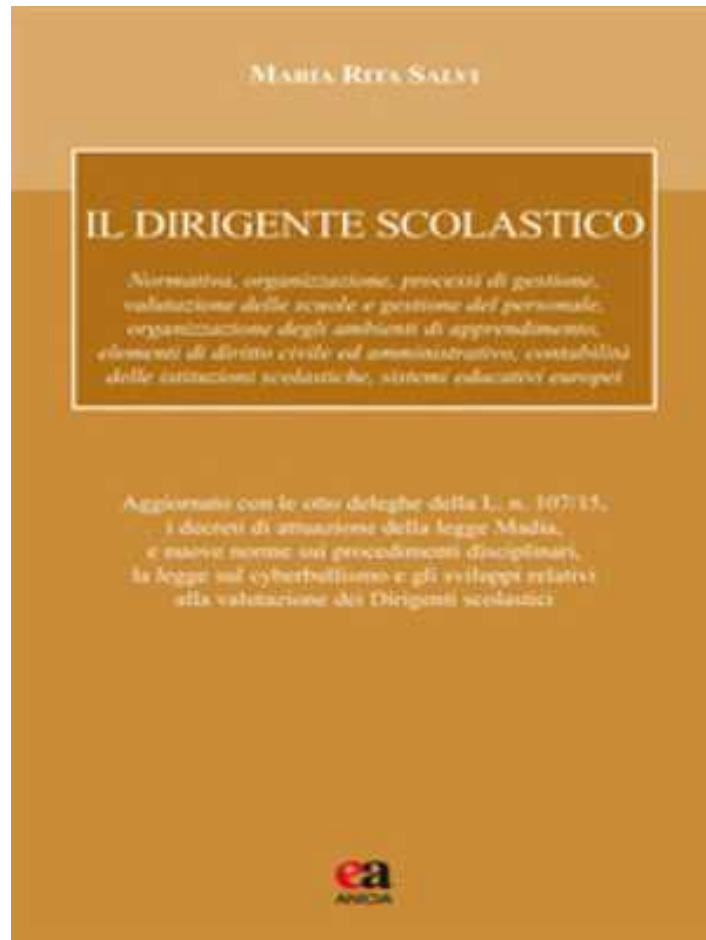 MARIA RITA SALVI
IL DIRIGENTE SCOLASTICO
Normativa, organizzazione, processi di gestione,
valutazione delle scuole e gestione del personale,
organizzazione degli ambienti di apprendimento,
elementi di diritto civile ed amministrativo, contabilità
delle istituzioni scolastiche, sistemi educativi europei
Aggiornato con le otto deleghe della L. n. 107/15,
i decreti di attuazione della legge Madia,
e nuove norme sui procedimenti disciplinari,
la legge sul cyberbullismo e gli sviluppi relativi
alla valutazione dei Dirigenti scolastici
ea
ANICIA